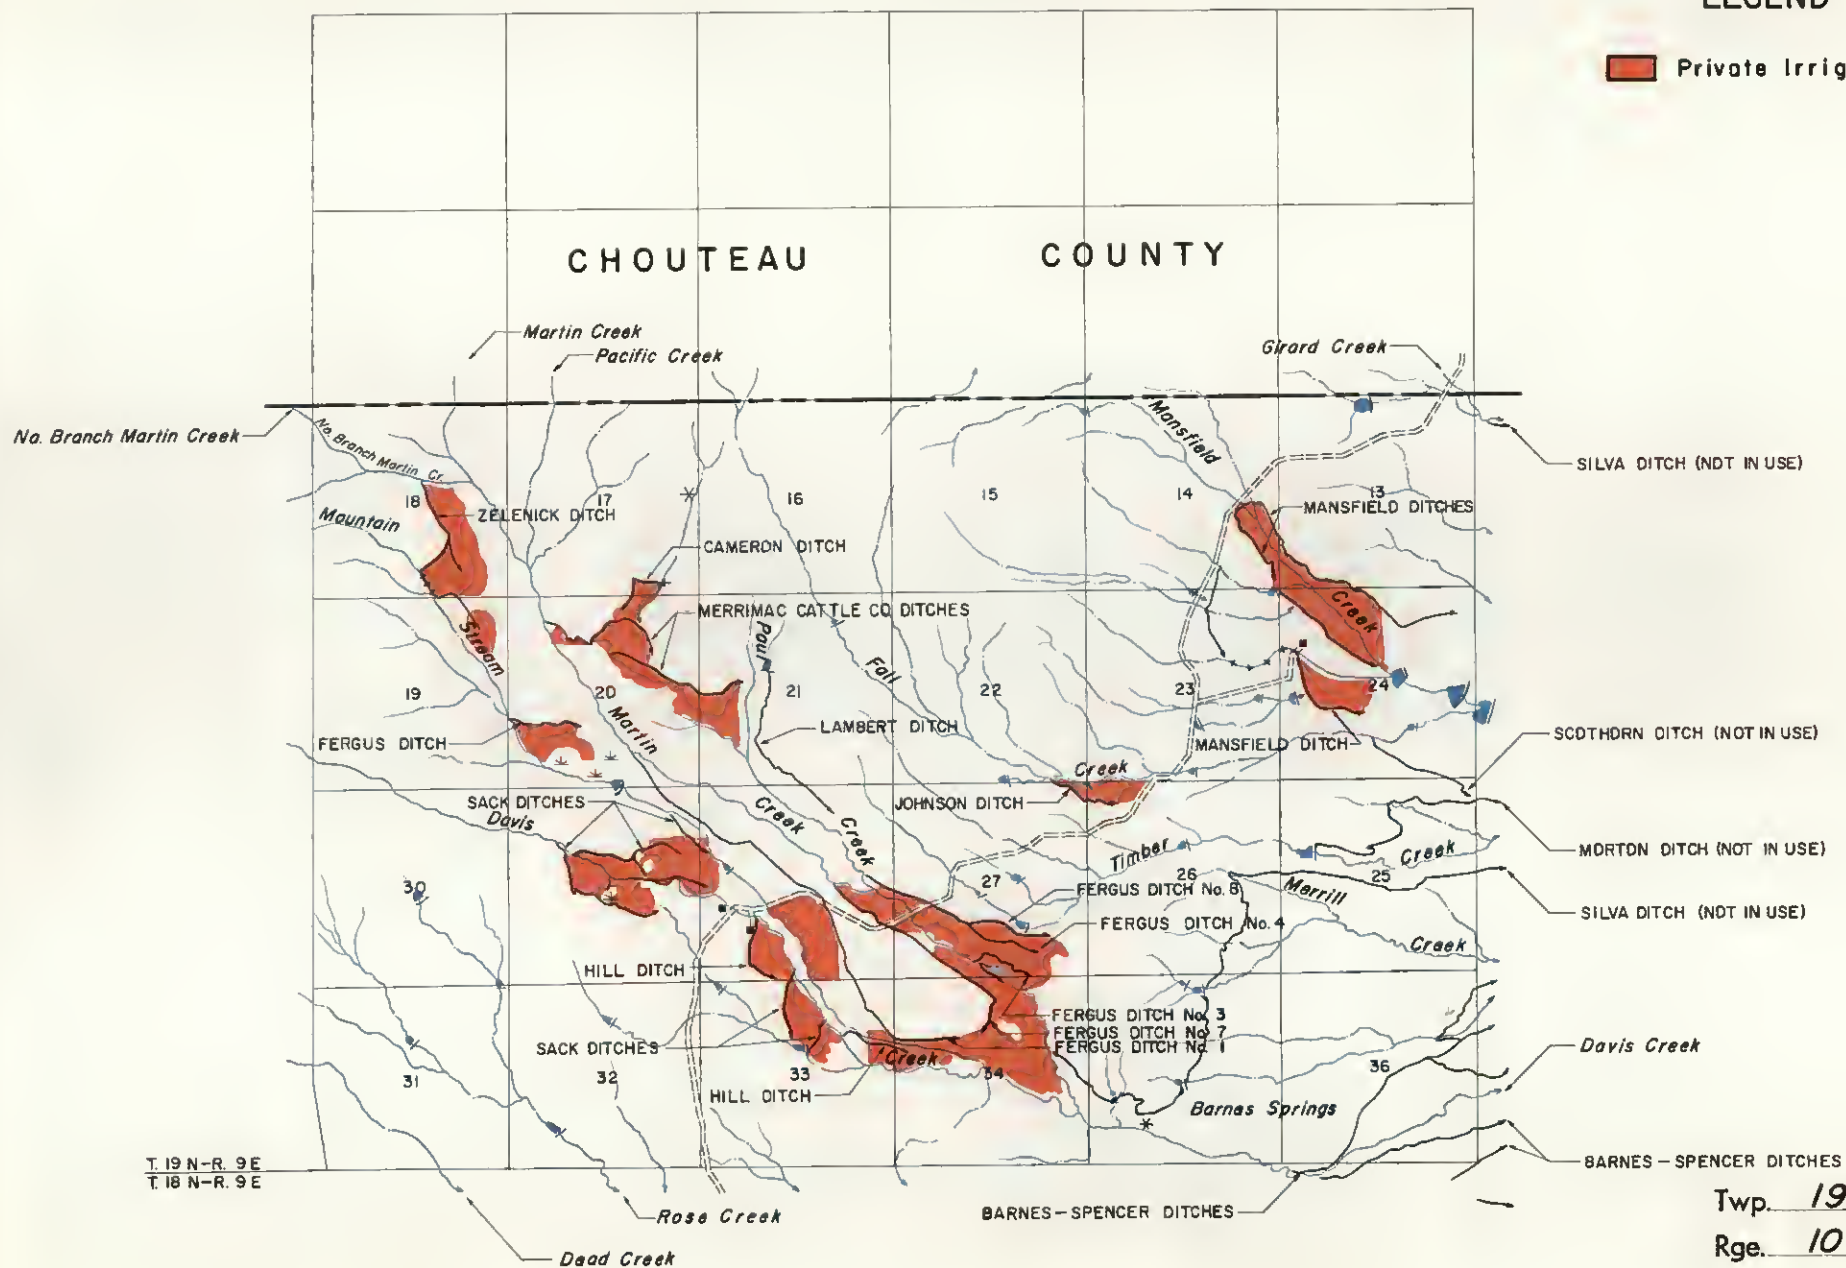 LEGEND
Private Irrig
CHOUTEAU COUNTY
Martin Creek
Pacific Creek
Girard Creek
No. Branch Martin Creek
No. Branch Martin Cr.
Mansfield
SILVA DITCH (NOT IN USE)
18
17
16
15
14
13
Mountain
ZELENICK DITCH
MANSFIELD DITCHES
CAMERON DITCH
MERRIMAC CATTLE CO DITCHES
Paul
Creek
Stream
Fall
19
20
21
22
23
24
Martin
LAMBERT DITCH
FERGUS DITCH
MANSFIELD DITCH
SCOTHORN DITCH (NOT IN USE)
Creek
SACK DITCHES
JOHNSON DITCH
Davis
Creek
Creek
Timber
Creek
MORTON DITCH (NOT IN USE)
30
27
26
25
FERGUS DITCH No. 8
Merrill
FERGUS DITCH No. 4
SILVA DITCH (NOT IN USE)
Creek
HILL DITCH
FERGUS DITCH No. 3
FERGUS DITCH No. 7
FERGUS DITCH No. 1
SACK DITCHES
Creek
Davis Creek
31
32
33
34
36
HILL DITCH
Barnes Springs
T. 19 N-R. 9 E
T. 18 N-R. 9 E
BARNES-SPENCER DITCHES
Twp. 19
BARNES-SPENCER DITCHES
Rose Creek
Rge. 10
Dead Creek